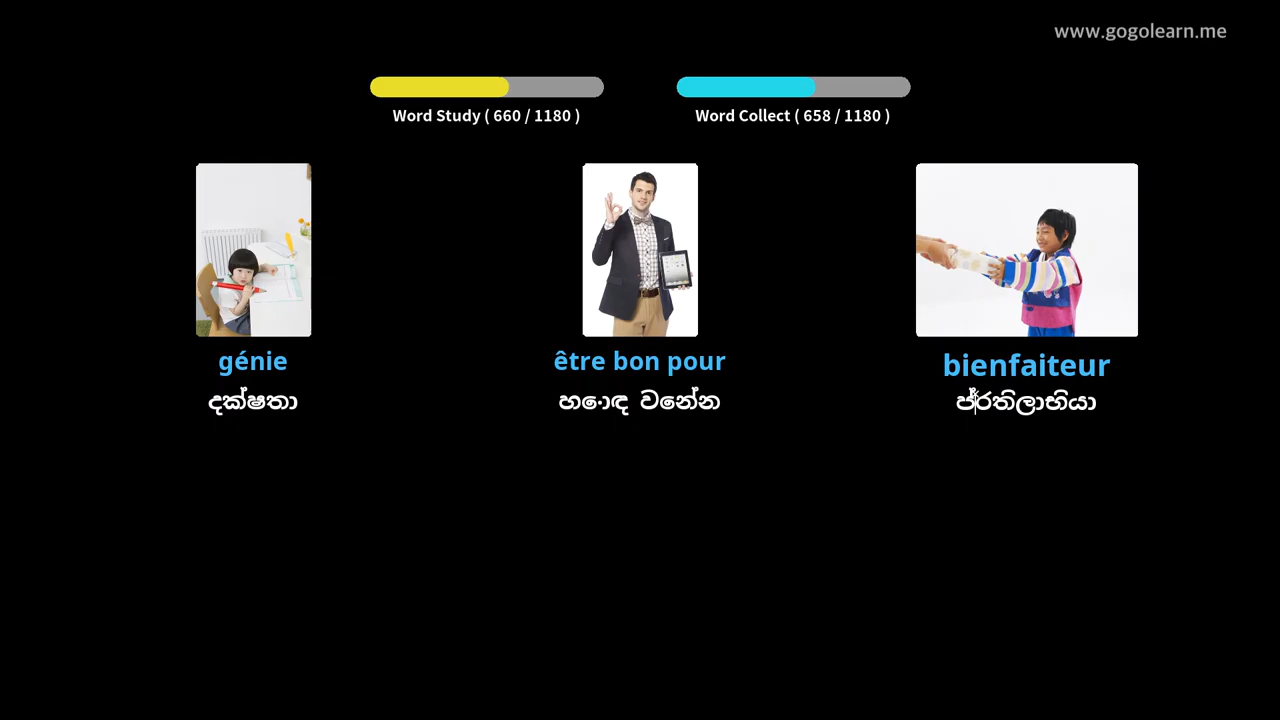 www.gogolearn.me
Word Study ( 660 / 1180 )
Word Collect ( 658 / 1180 )
génie
être bon pour
bienfaiteur
දක්ෂතා
හොඳ වනේන
ප්‍රතිලාභියා